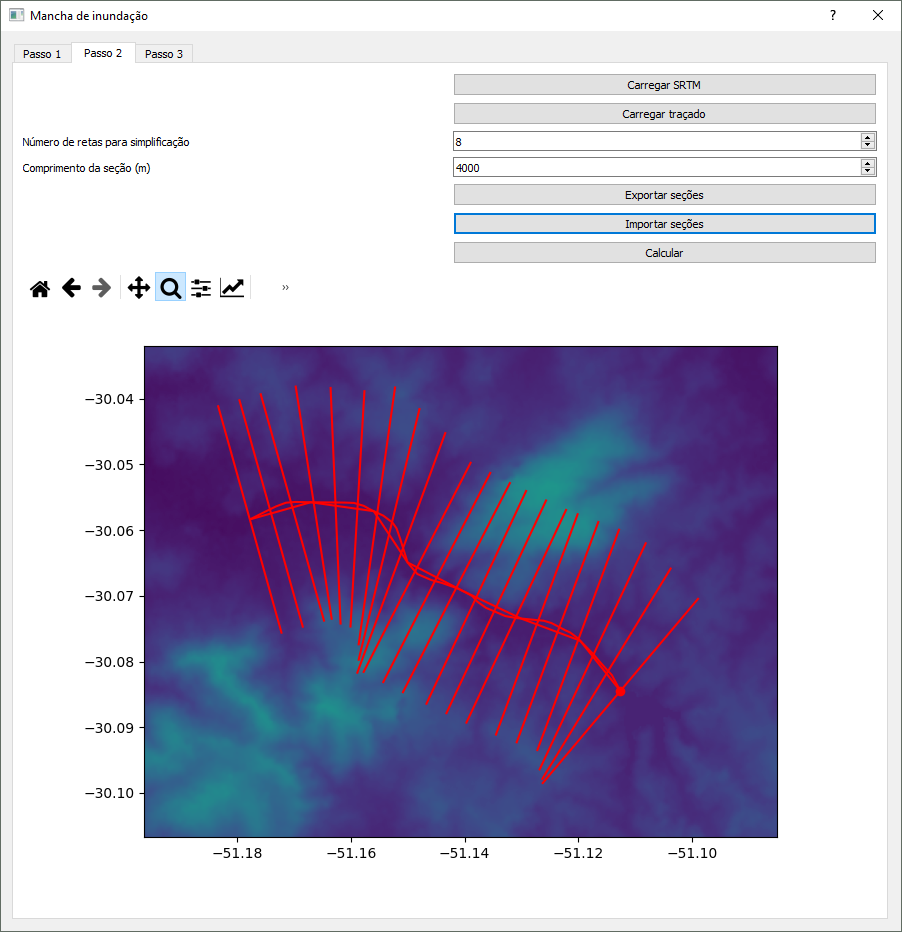 Mancha de inundação
?
Passo 1 Passo 2 Passo 3
Carregar SRTM
Carregar traçado
Número de retas para simplificação 8
Comprimento da seção (m) 4000
Exportar seções
Importar seções
Calcular
»
−30.04
−30.05
−30.06
−30.07
−30.08
−30.09
−30.10
−51.18 −51.16 −51.14 −51.12 −51.10